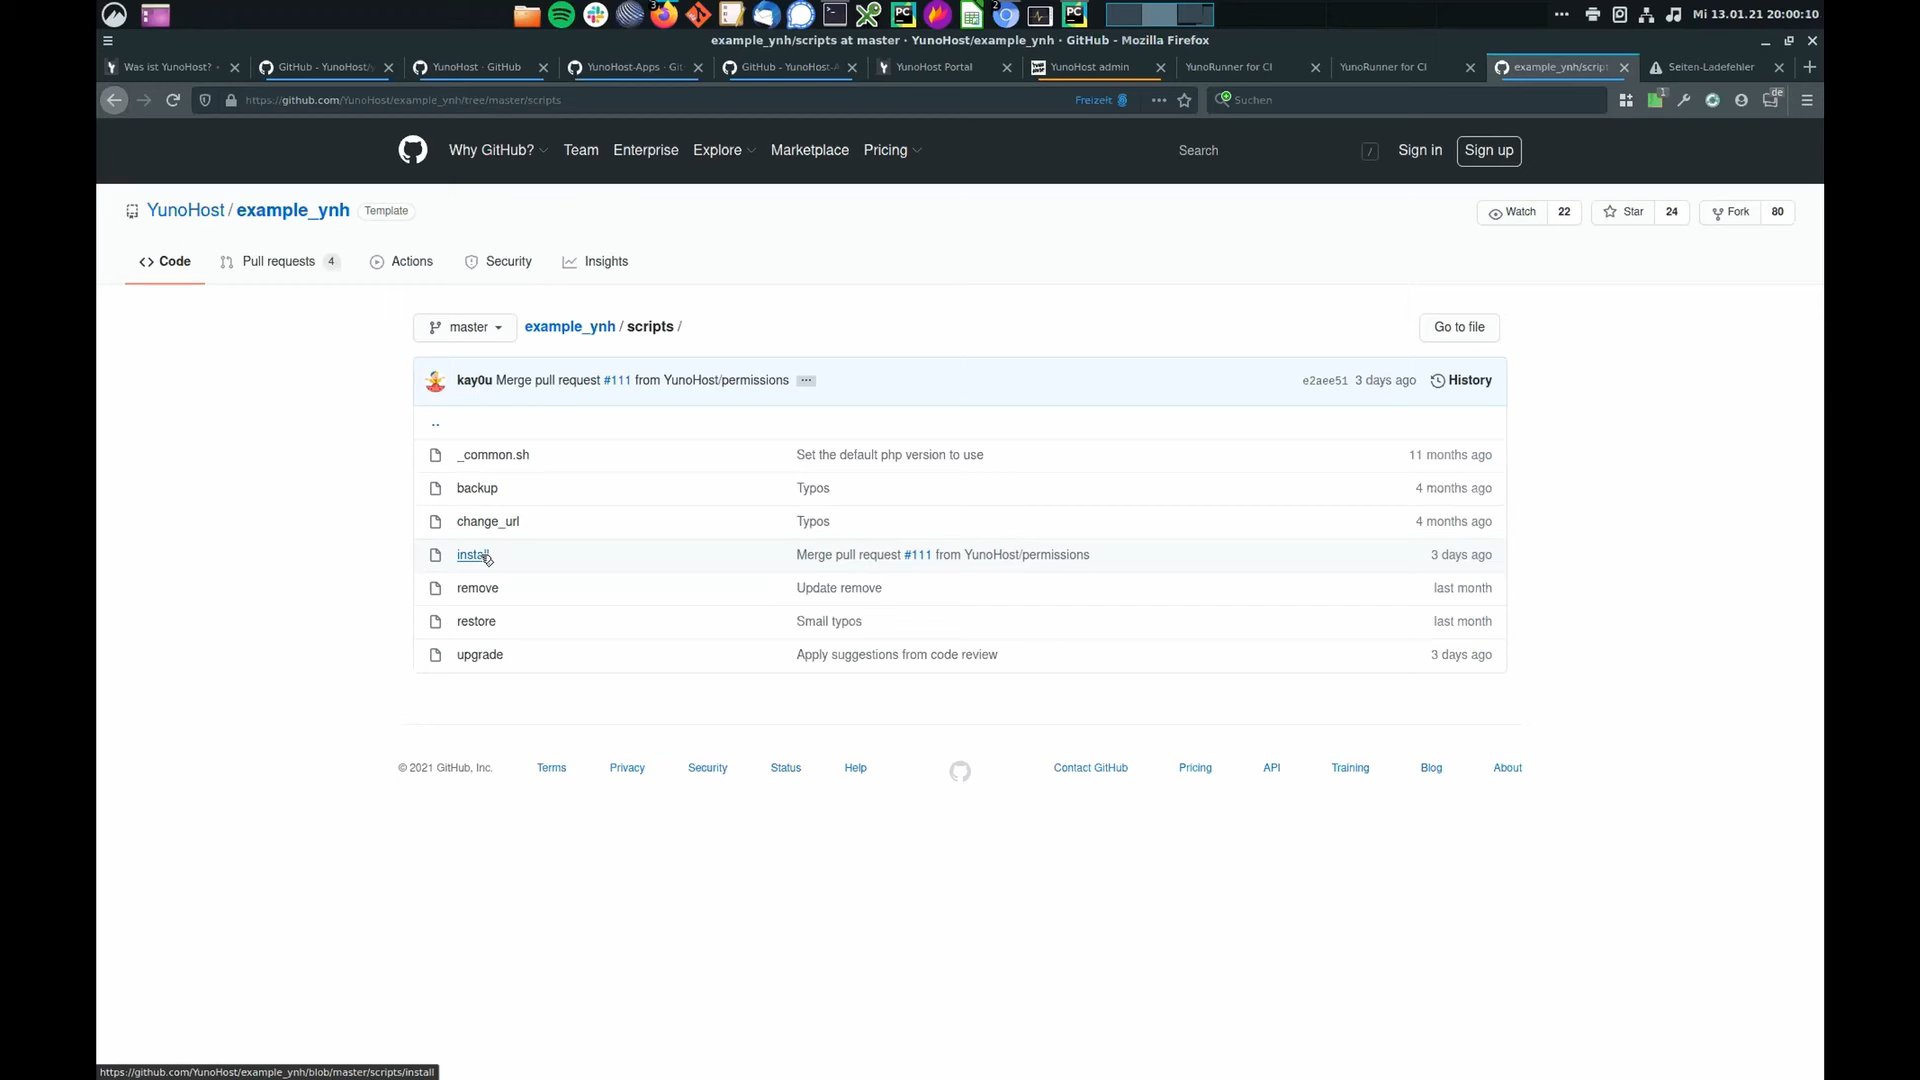 3
2
Mi 13.01.21 20:00:10
example_ynh/scripts at master · YunoHost/example_ynh · GitHub - Mozilla Firefox
Was ist YunoHost? · GitHub - YunoHost/ YunoHost · GitHub YunoHost-Apps · Git GitHub - YunoHost-A YunoHost Portal YunoHost admin YunoRunner for CI YunoRunner for CI example_ynh/script Seiten-Ladefehler
https://github.com/YunoHost/example_ynh/tree/master/scripts Freizeit Suchen 1 de
Why GitHub? Team Enterprise Explore Marketplace Pricing Search / Sign in Sign up
YunoHost / example_ynh Template Watch 22 Star 24 Fork 80
Code Pull requests 4 Actions Security Insights
master example_ynh / scripts / Go to file
kay0u Merge pull request #111 from YunoHost/permissions ... e2aee51 3 days ago History
..
_common.sh Set the default php version to use 11 months ago
backup Typos 4 months ago
change_url Typos 4 months ago
install Merge pull request #111 from YunoHost/permissions 3 days ago
remove Update remove last month
restore Small typos last month
upgrade Apply suggestions from code review 3 days ago
© 2021 GitHub, Inc. Terms Privacy Security Status Help Contact GitHub Pricing API Training Blog About
https://github.com/YunoHost/example_ynh/blob/master/scripts/install